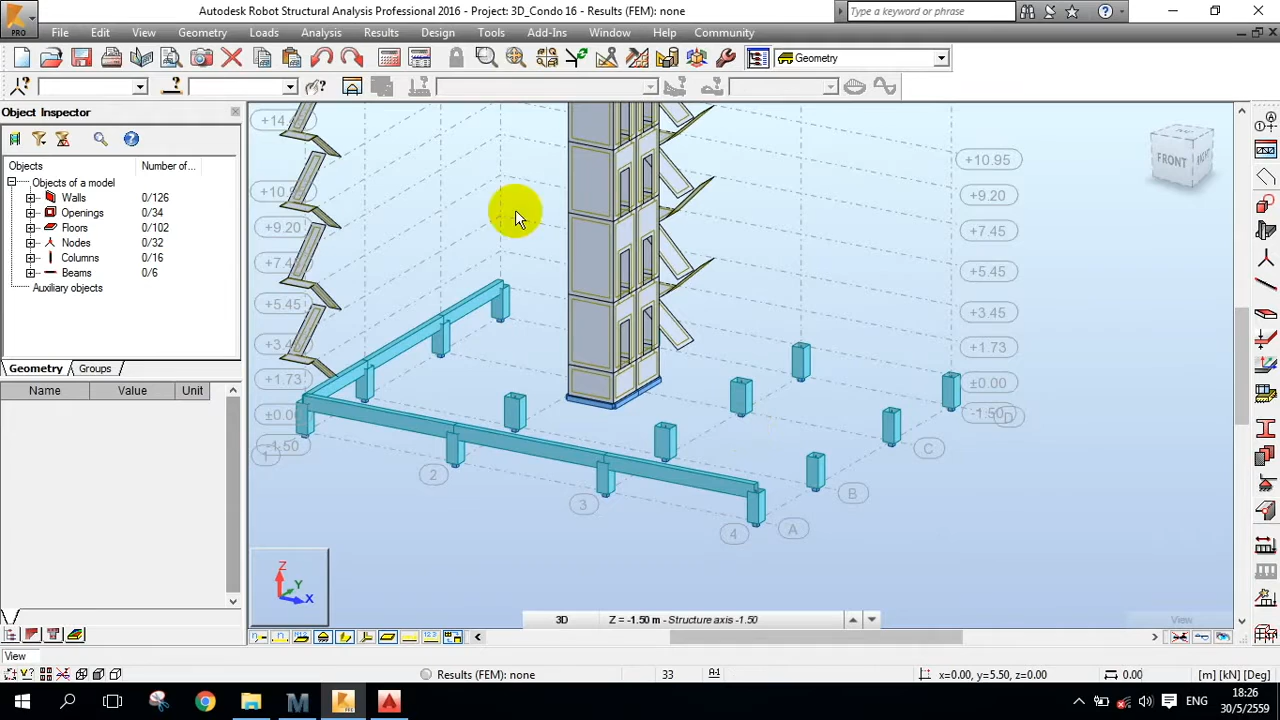 Autodesk Robot Structural Analysis Professional 2016 - Project: 3D_Condo 16 - Results (FEM): none
Type a keyword or phrase
PRO
File Edit View Geometry Loads Analysis Results Design Tools Add-Ins Window Help Community
Geometry
Object Inspector
Objects Number of...
Objects of a model
Walls 0/126
Openings 0/34
Floors 0/102
Nodes 0/32
Columns 0/16
Beams 0/6
Auxiliary objects
Geometry Groups
Name Value Unit
+10.95
+9.20
+9.20
+7.45
+5.45
+5.45
+3.45
+1.73
+1.73
±0.00
-1.50
D
-1.50
1
2
3
4
A
B
C
FRONT
Z
Y
X
3D Z = -1.50 m - Structure axis -1.50
View
View
Results (FEM): none 33 x=0.00, y=5.50, z=0.00 0.00 [m] [kN] [Deg]
ENG
18:26
30/5/2559